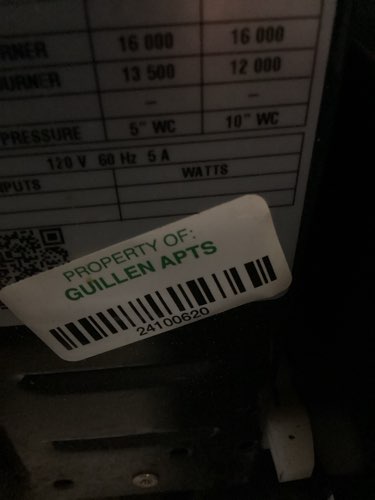 RNER 16 000 16 000
BURNER 13 500 12 000
– –
PRESSURE 5" WC 10" WC
120 V 60 Hz 5 A
PUTS WATTS
PROPERTY OF:
GUILLEN APTS
24100620